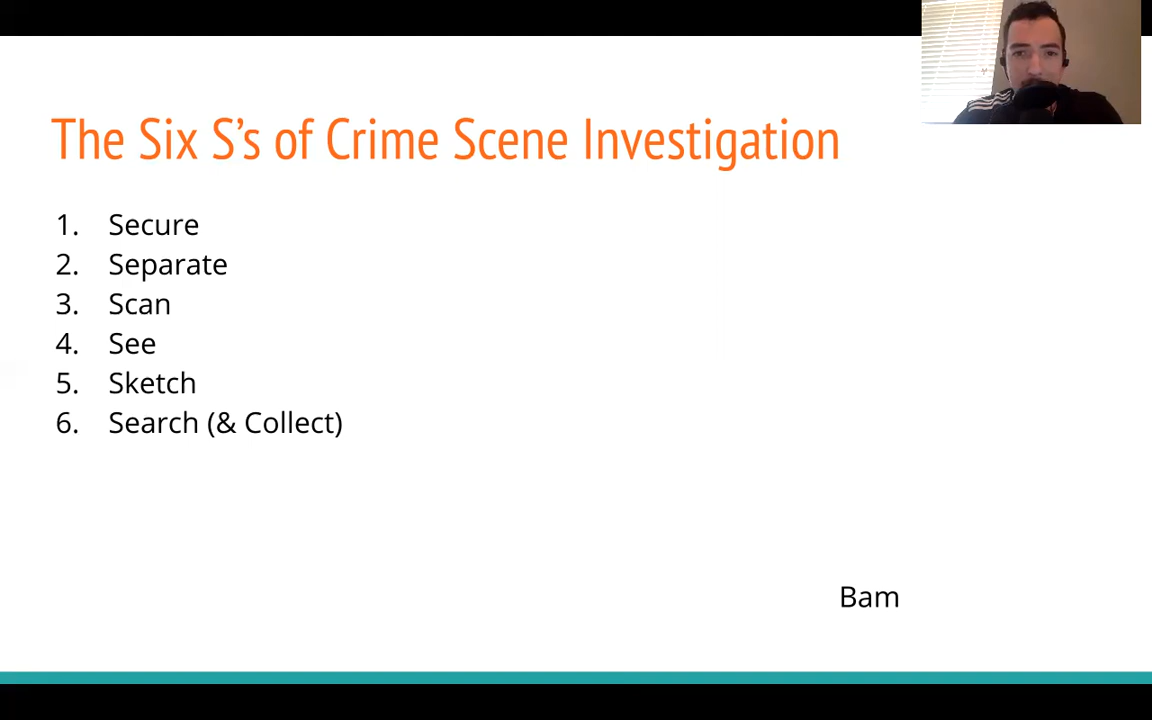 The Six S’s of Crime Scene Investigation
1. Secure
2. Separate
3. Scan
4. See
5. Sketch
6. Search (& Collect)
Bam